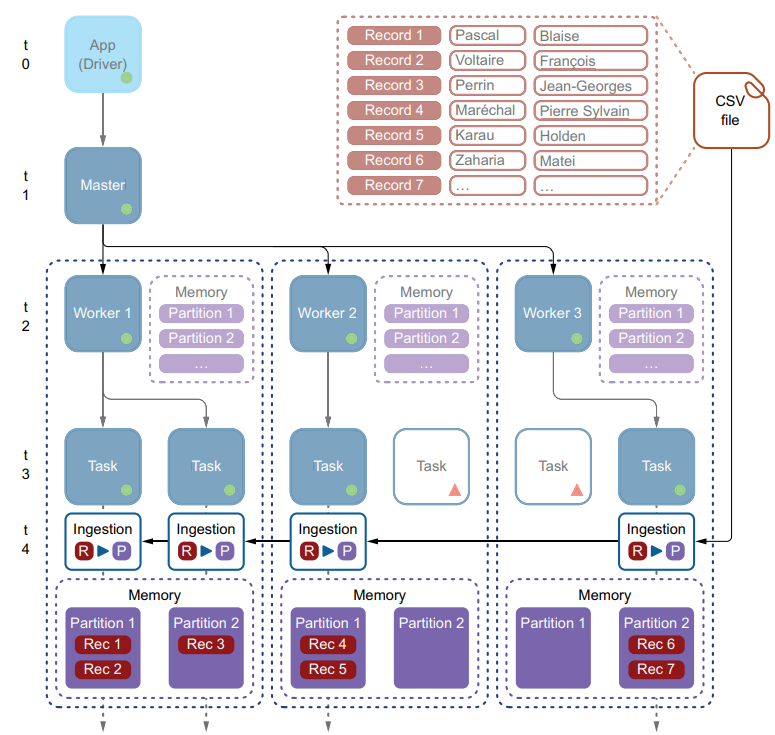 t
0
App
(Driver)
Record 1 Pascal Blaise
Record 2 Voltaire François
Record 3 Perrin Jean-Georges
Record 4 Maréchal Pierre Sylvain
Record 5 Karau Holden
Record 6 Zaharia Matei
Record 7 ... ...
CSV
file
t
1
Master
t
2
Worker 1
Memory
Partition 1
Partition 2
...
Worker 2
Memory
Partition 1
Partition 2
...
Worker 3
Memory
Partition 1
Partition 2
...
t
3
Task Task Task Task Task Task
t
4
Ingestion Ingestion Ingestion Ingestion
R P R P R P R P
Memory
Partition 1 Partition 2
Rec 1 Rec 3
Rec 2
Memory
Partition 1 Partition 2
Rec 4
Rec 5
Memory
Partition 1 Partition 2
Rec 6
Rec 7